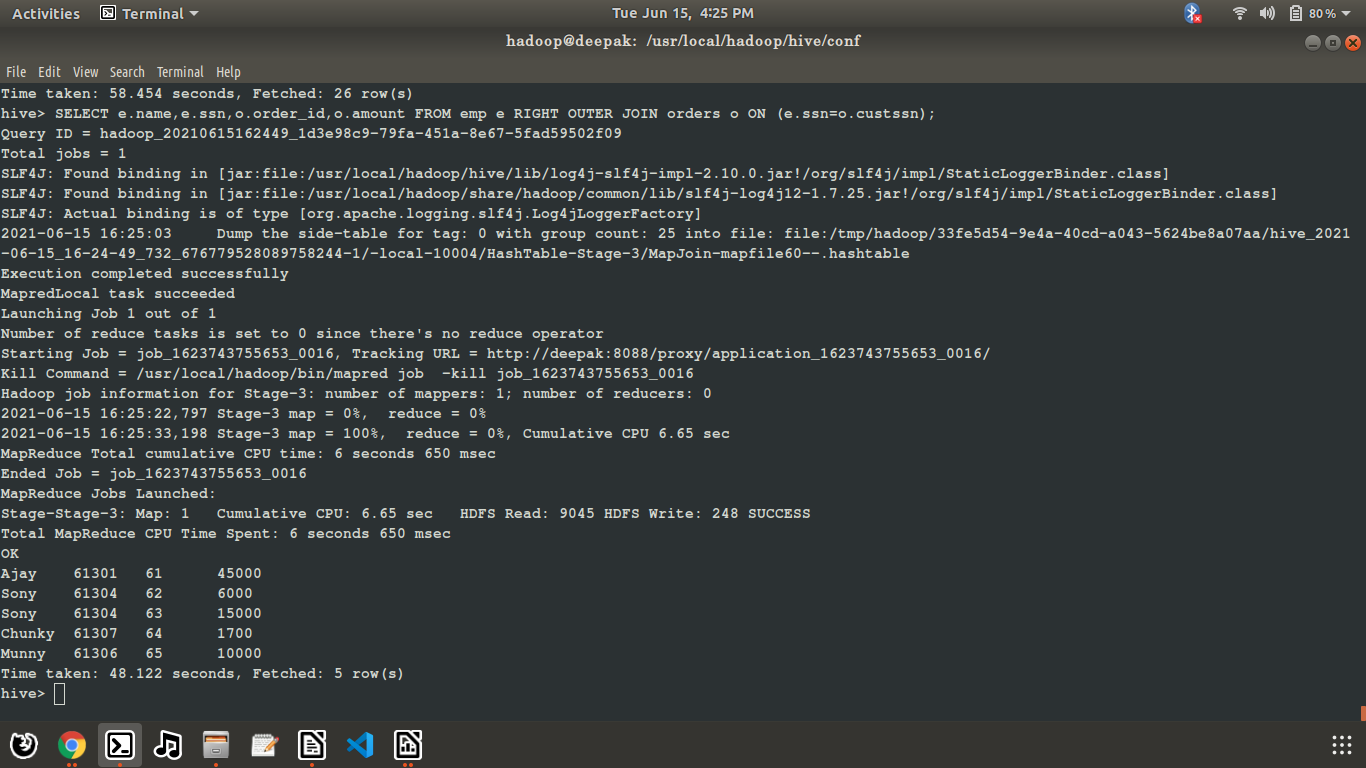 Activities Terminal Tue Jun 15, 4:25 PM 80%
hadoop@deepak: /usr/local/hadoop/hive/conf
File Edit View Search Terminal Help
Time taken: 58.454 seconds, Fetched: 26 row(s)
hive> SELECT e.name,e.ssn,o.order_id,o.amount FROM emp e RIGHT OUTER JOIN orders o ON (e.ssn=o.custssn);
Query ID = hadoop_20210615162449_1d3e98c9-79fa-451a-8e67-5fad59502f09
Total jobs = 1
SLF4J: Found binding in [jar:file:/usr/local/hadoop/hive/lib/log4j-slf4j-impl-2.10.0.jar!/org/slf4j/impl/StaticLoggerBinder.class]
SLF4J: Found binding in [jar:file:/usr/local/hadoop/share/hadoop/common/lib/slf4j-log4j12-1.7.25.jar!/org/slf4j/impl/StaticLoggerBinder.class]
SLF4J: Actual binding is of type [org.apache.logging.slf4j.Log4jLoggerFactory]
2021-06-15 16:25:03 Dump the side-table for tag: 0 with group count: 25 into file: file:/tmp/hadoop/33fe5d54-9e4a-40cd-a043-5624be8a07aa/hive_2021
-06-15_16-24-49_732_676779528089758244-1/-local-10004/HashTable-Stage-3/MapJoin-mapfile60--.hashtable
Execution completed successfully
MapredLocal task succeeded
Launching Job 1 out of 1
Number of reduce tasks is set to 0 since there's no reduce operator
Starting Job = job_1623743755653_0016, Tracking URL = http://deepak:8088/proxy/application_1623743755653_0016/
Kill Command = /usr/local/hadoop/bin/mapred job  -kill job_1623743755653_0016
Hadoop job information for Stage-3: number of mappers: 1; number of reducers: 0
2021-06-15 16:25:22,797 Stage-3 map = 0%,  reduce = 0%
2021-06-15 16:25:33,198 Stage-3 map = 100%,  reduce = 0%, Cumulative CPU 6.65 sec
MapReduce Total cumulative CPU time: 6 seconds 650 msec
Ended Job = job_1623743755653_0016
MapReduce Jobs Launched:
Stage-Stage-3: Map: 1   Cumulative CPU: 6.65 sec   HDFS Read: 9045 HDFS Write: 248 SUCCESS
Total MapReduce CPU Time Spent: 6 seconds 650 msec
OK
Ajay 61301 61 45000
Sony 61304 62 6000
Sony 61304 63 15000
Chunky 61307 64 1700
Munny 61306 65 10000
Time taken: 48.122 seconds, Fetched: 5 row(s)
hive>